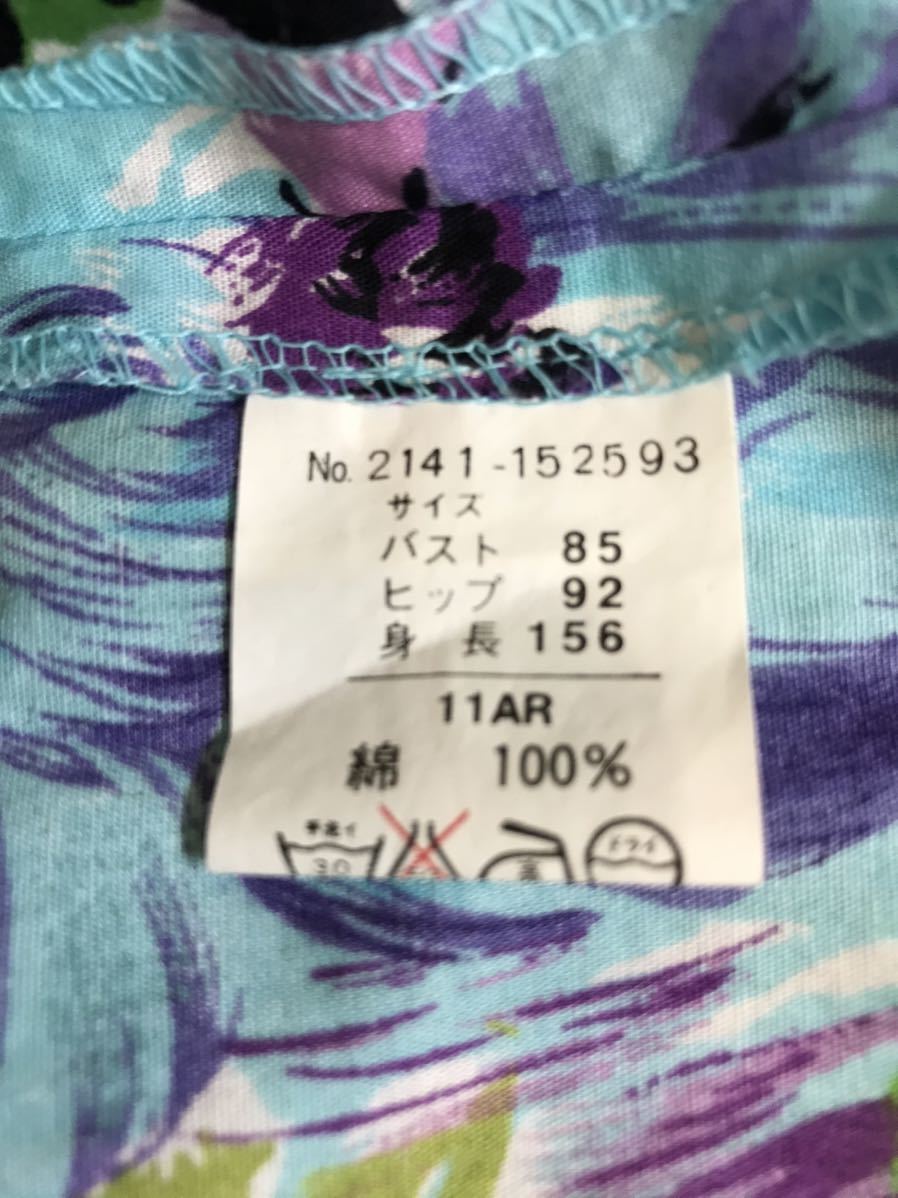 No. 2141-152593
サイズ
バスト 85
ヒップ 92
身長 156
11AR
綿 100%
手洗イ
30
ドライ